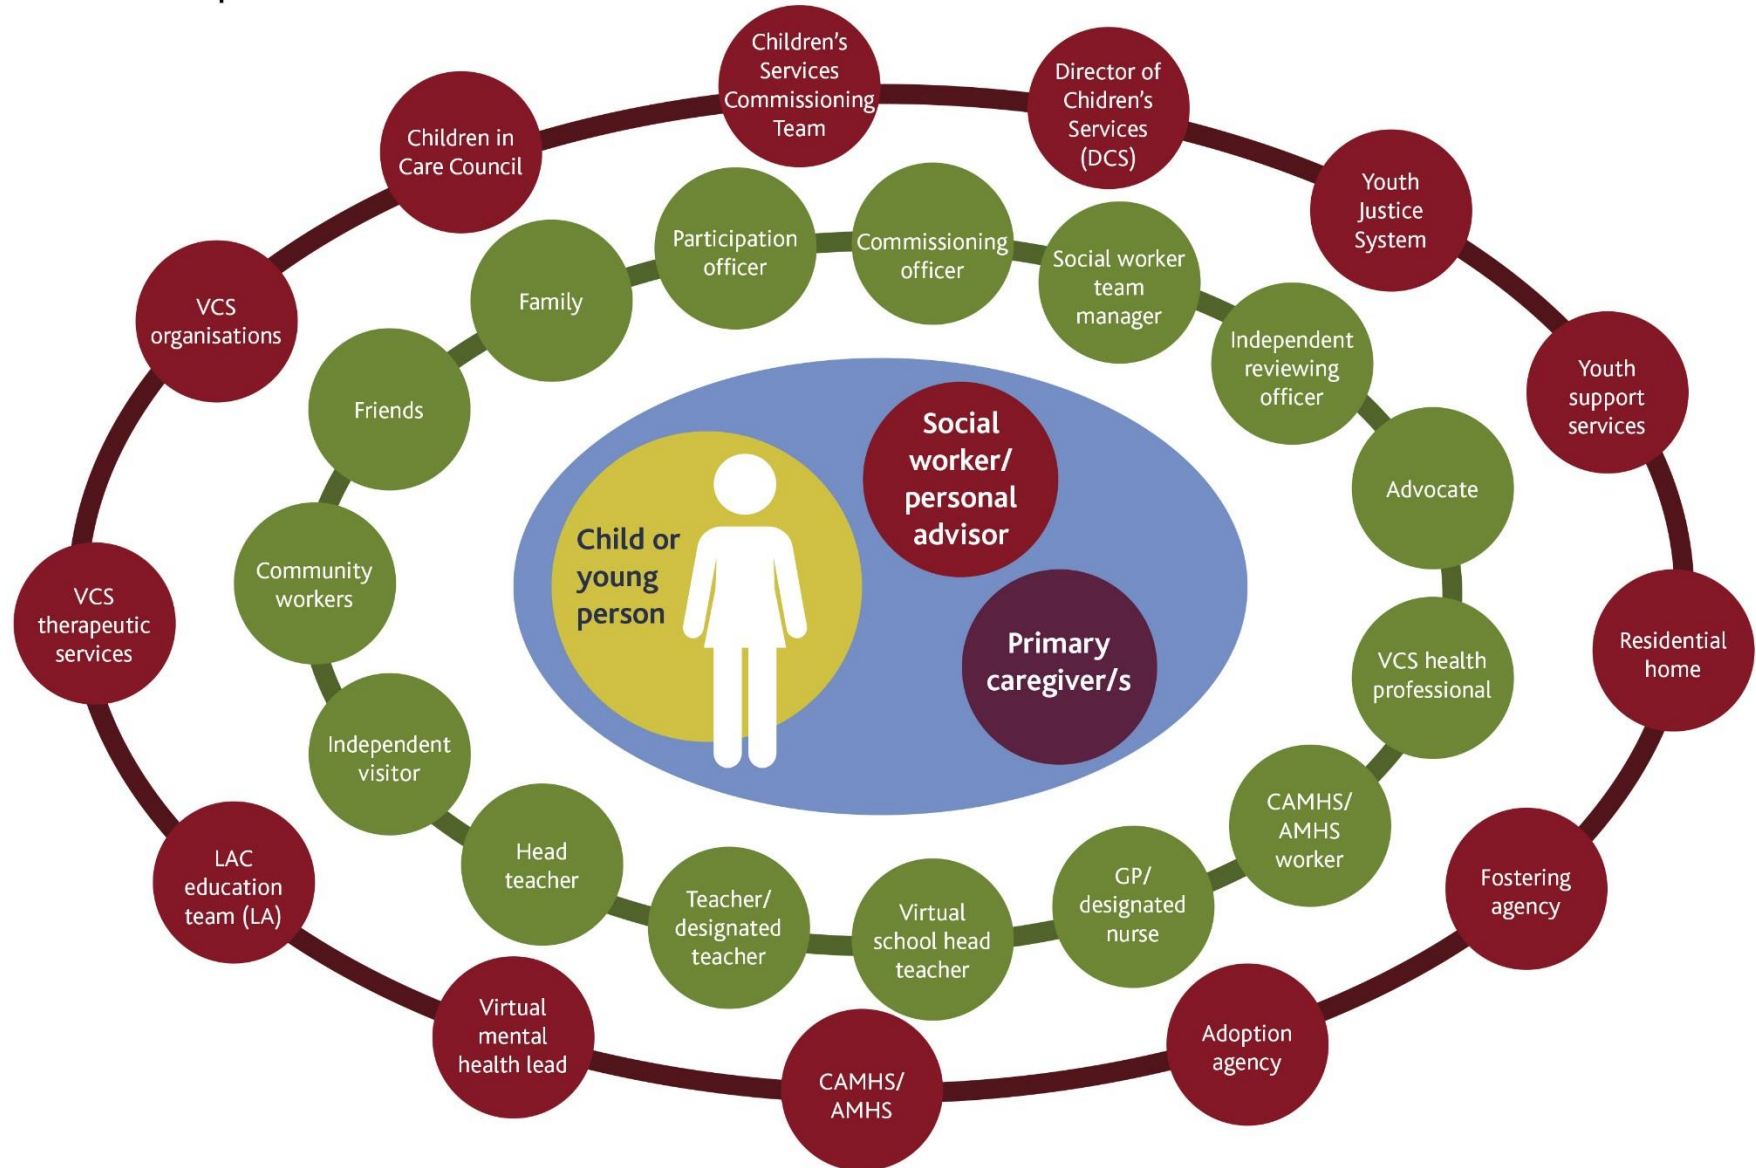 Children's
Services
Commissioning
Team
Director of
Chidren's
Services
(DCS)
Youth
Justice
System
Youth
support
services
Residential
home
Fostering
agency
Adoption
agency
CAMHS/
AMHS
Virtual
mental
health lead
LAC
education
team (LA)
VCS
therapeutic
services
VCS
organisations
Children in
Care Council
Participation
officer
Commissioning
officer
Social worker
team
manager
Independent
reviewing
officer
Advocate
VCS health
professional
CAMHS/
AMHS
worker
GP/
designated
nurse
Virtual
school head
teacher
Teacher/
designated
teacher
Head
teacher
Independent
visitor
Community
workers
Friends
Family
Child or
young
person
Social
worker/
personal
advisor
Primary
caregiver/s